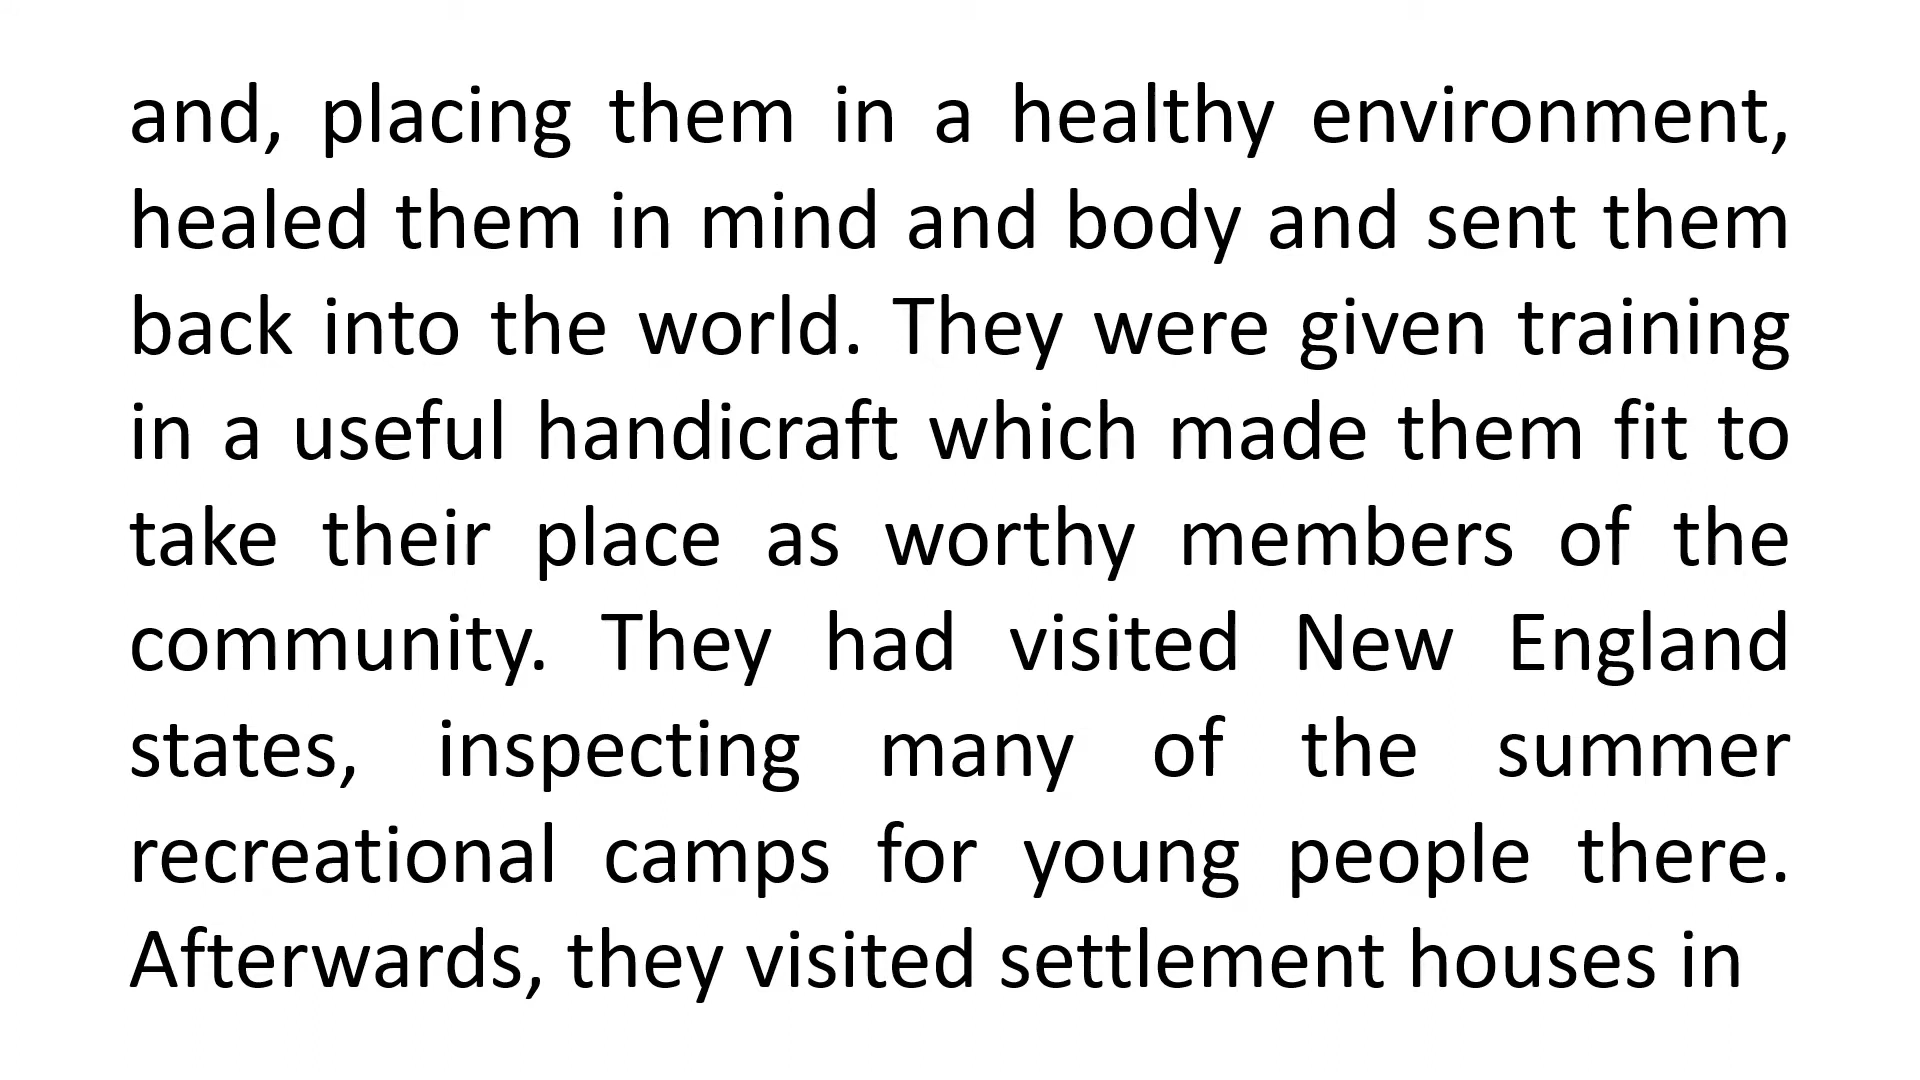 and, placing them in a healthy environment,
healed them in mind and body and sent them
back into the world. They were given training
in a useful handicraft which made them fit to
take their place as worthy members of the
community. They had visited New England
states, inspecting many of the summer
recreational camps for young people there.
Afterwards, they visited settlement houses in